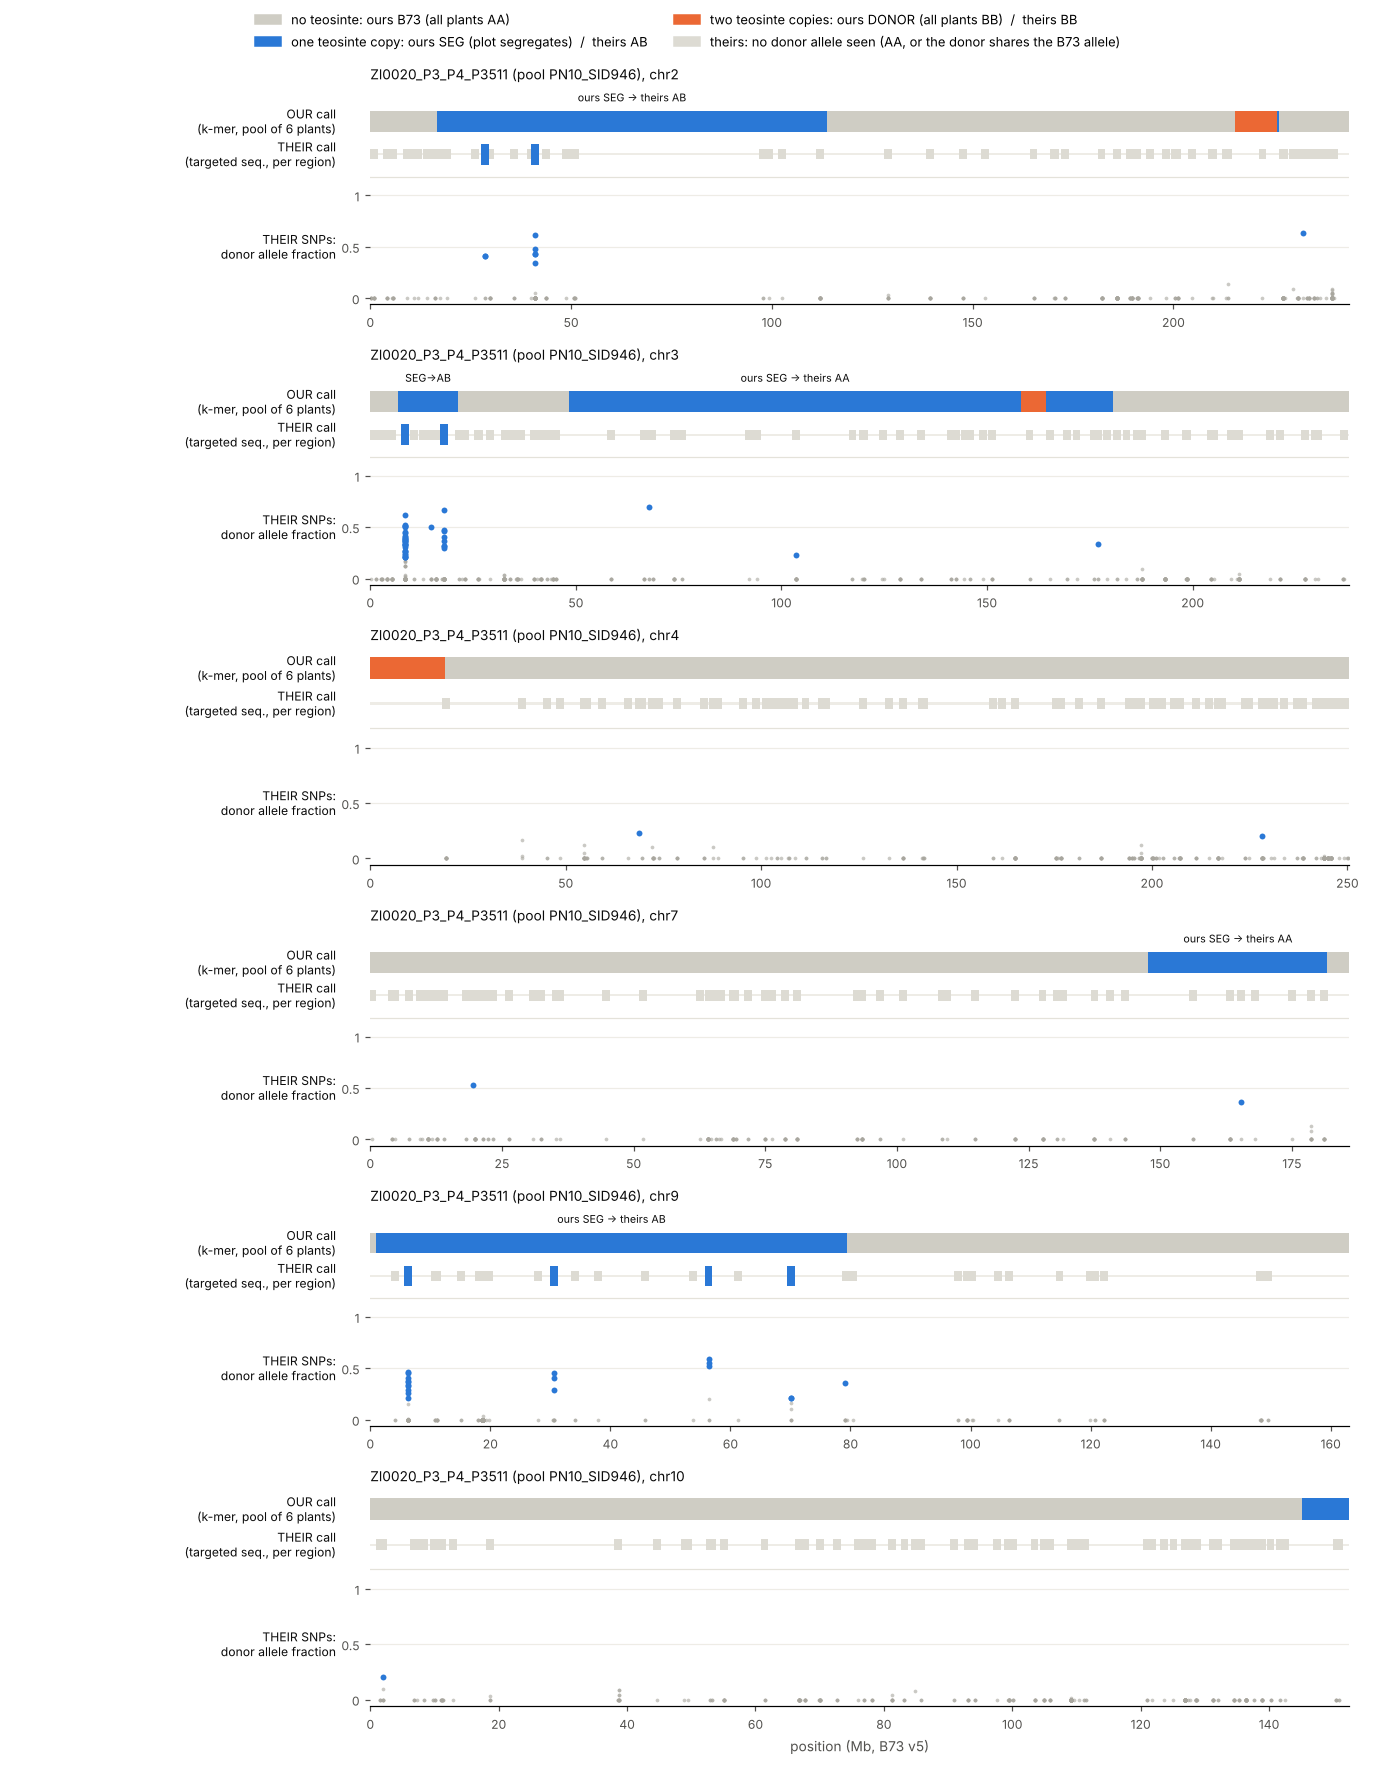 no teosinte: ours B73 (all plants AA)
two teosinte copies: ours DONOR (all plants BB)  /  theirs BB
one teosinte copy: ours SEG (plot segregates)  /  theirs AB
theirs: no donor allele seen (AA, or the donor shares the B73 allele)
ZI0020_P3_P4_P3511 (pool PN10_SID946), chr2
ours SEG → theirs AB
OUR call
(k-mer, pool of 6 plants)
THEIR call
(targeted seq., per region)
1
THEIR SNPs:
donor allele fraction
0.5
0
0 50 100 150 200
ZI0020_P3_P4_P3511 (pool PN10_SID946), chr3
SEG→AB
ours SEG → theirs AA
OUR call
(k-mer, pool of 6 plants)
THEIR call
(targeted seq., per region)
1
THEIR SNPs:
donor allele fraction
0.5
0
0 50 100 150 200
ZI0020_P3_P4_P3511 (pool PN10_SID946), chr4
OUR call
(k-mer, pool of 6 plants)
THEIR call
(targeted seq., per region)
1
THEIR SNPs:
donor allele fraction
0.5
0
0 50 100 150 200 250
ZI0020_P3_P4_P3511 (pool PN10_SID946), chr7
ours SEG → theirs AA
OUR call
(k-mer, pool of 6 plants)
THEIR call
(targeted seq., per region)
1
THEIR SNPs:
donor allele fraction
0.5
0
0 25 50 75 100 125 150 175
ZI0020_P3_P4_P3511 (pool PN10_SID946), chr9
ours SEG → theirs AB
OUR call
(k-mer, pool of 6 plants)
THEIR call
(targeted seq., per region)
1
THEIR SNPs:
donor allele fraction
0.5
0
0 20 40 60 80 100 120 140 160
ZI0020_P3_P4_P3511 (pool PN10_SID946), chr10
OUR call
(k-mer, pool of 6 plants)
THEIR call
(targeted seq., per region)
1
THEIR SNPs:
donor allele fraction
0.5
0
0 20 40 60 80 100 120 140
position (Mb, B73 v5)